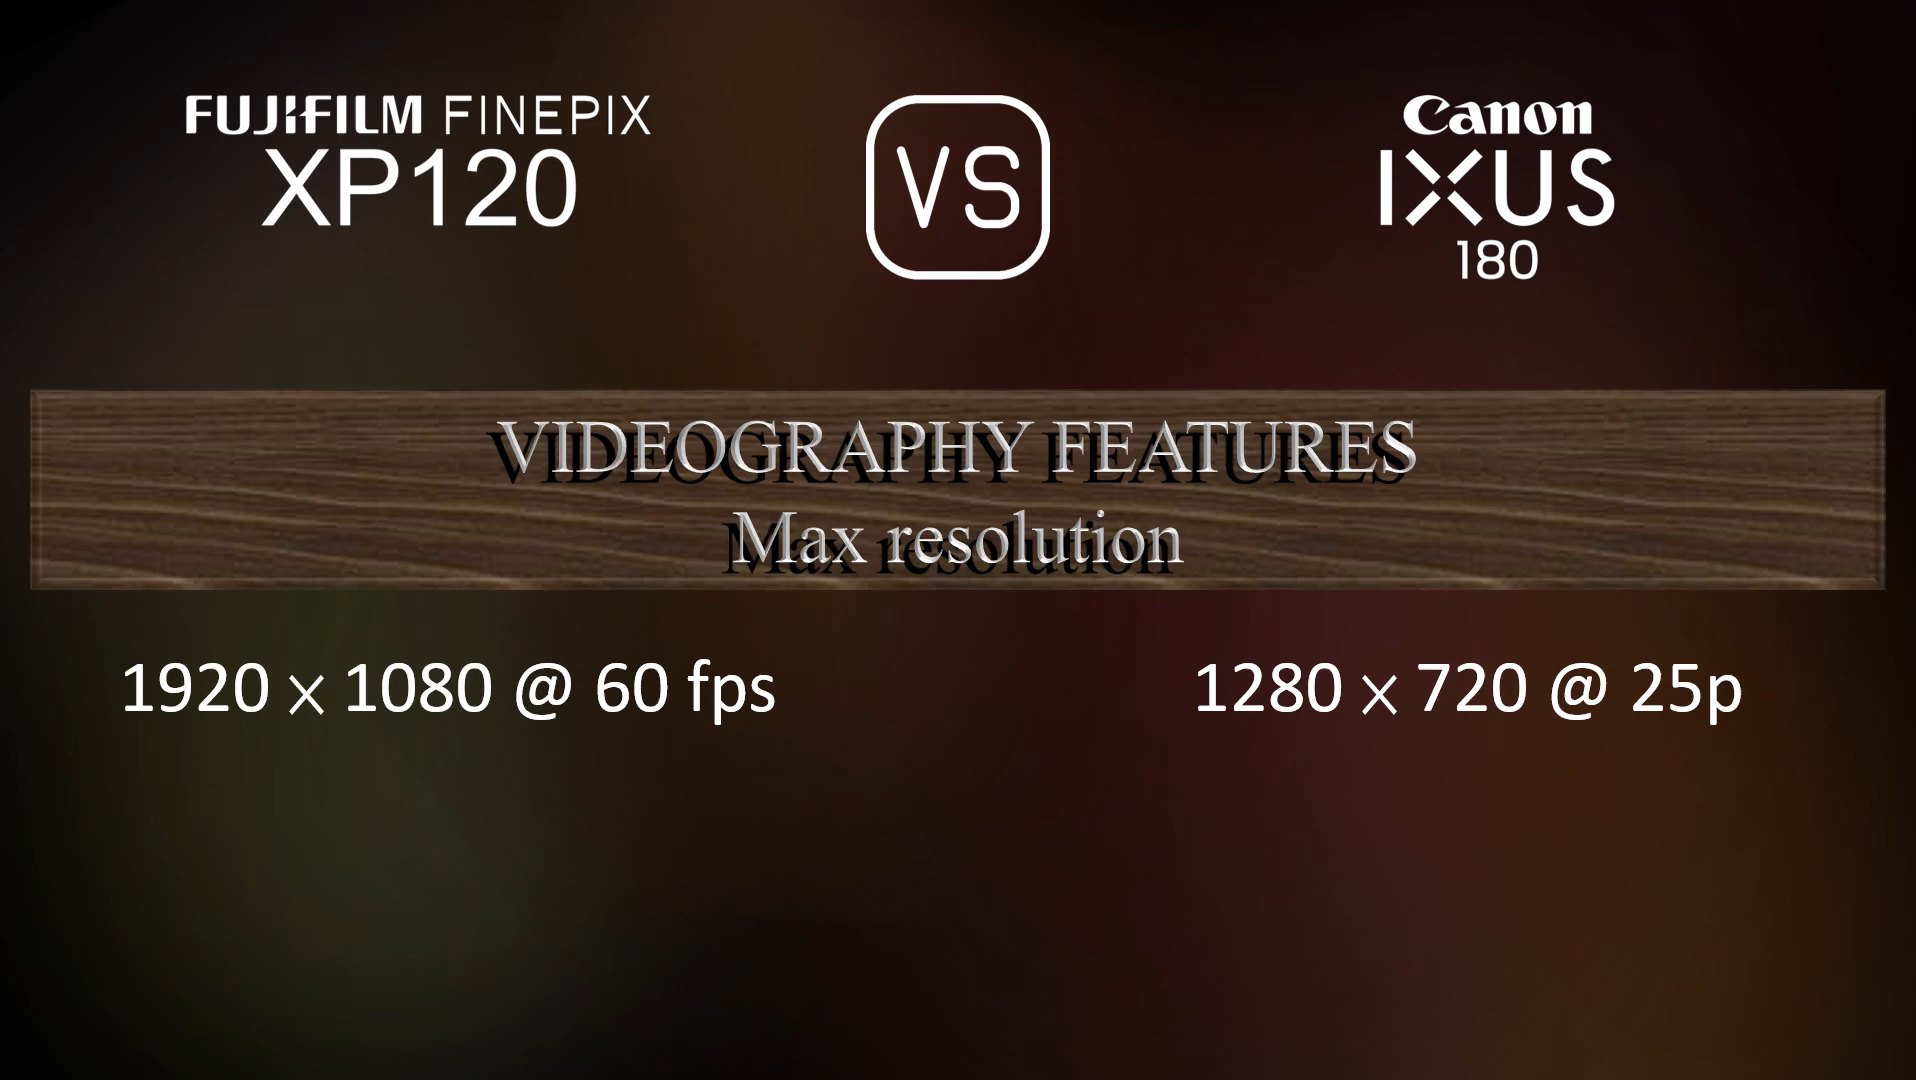 FUJIFILM FINEPIX
XP120
VS
Canon
IXUS
180
VIDEOGRAPHY FEATURES
Max resolution
1920 x 1080 @ 60 fps
1280 x 720 @ 25p